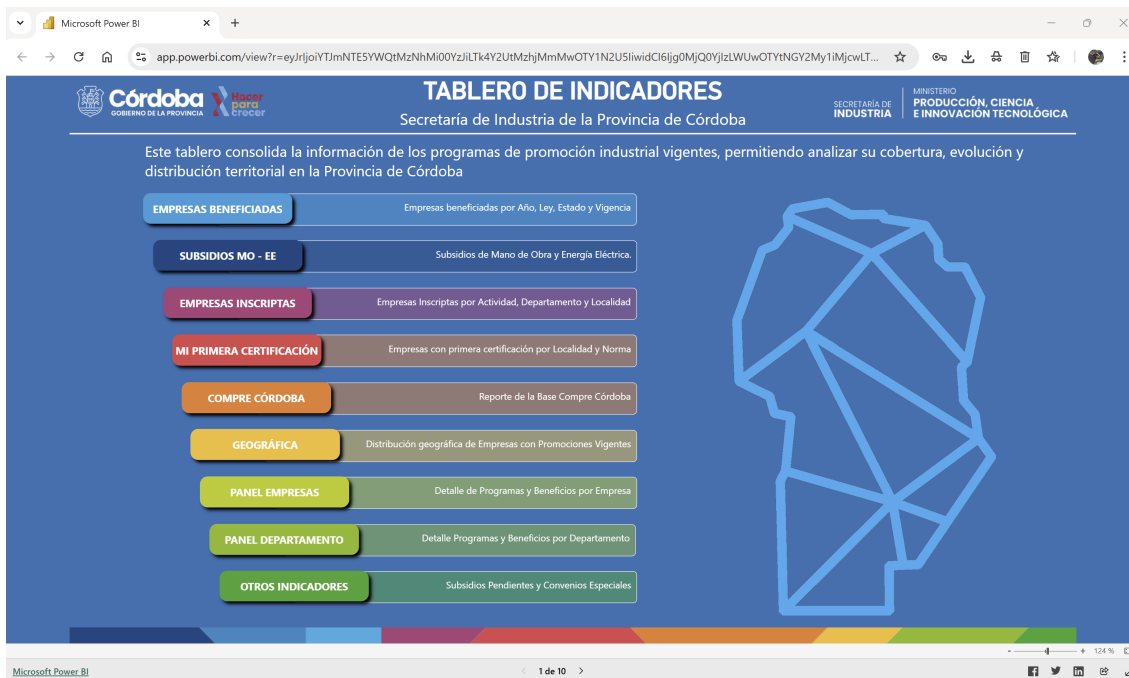 Microsoft Power BI
app.powerbi.com/view?r=eyJrIjoiYTJmNTE5YWQtMzNhMi00YzJiLTk4Y2UtMzhjMmMwOTY1N2U5IiwidCI6Ijg0MjQ0YjIzLWUwOTYtNGY2My1iMjcwLT...
Córdoba
GOBIERNO DE LA PROVINCIA
Hacer
para
crecer
TABLERO DE INDICADORES
Secretaría de Industria de la Provincia de Córdoba
SECRETARÍA DE
INDUSTRIA
MINISTERIO
PRODUCCIÓN, CIENCIA
E INNOVACIÓN TECNOLÓGICA
Este tablero consolida la información de los programas de promoción industrial vigentes, permitiendo analizar su cobertura, evolución y
distribución territorial en la Provincia de Córdoba
EMPRESAS BENEFICIADAS Empresas beneficiadas por Año, Ley, Estado y Vigencia
SUBSIDIOS MO - EE Subsidios de Mano de Obra y Energía Eléctrica.
EMPRESAS INSCRIPTAS Empresas Inscriptas por Actividad, Departamento y Localidad
MI PRIMERA CERTIFICACIÓN Empresas con primera certificación por Localidad y Norma
COMPRE CÓRDOBA Reporte de la Base Compre Córdoba
GEOGRÁFICA Distribución geográfica de Empresas con Promociones Vigentes
PANEL EMPRESAS Detalle de Programas y Beneficios por Empresa
PANEL DEPARTAMENTO Detalle Programas y Beneficios por Departamento
OTROS INDICADORES Subsidios Pendientes y Convenios Especiales
- + 124 %
Microsoft Power BI
1 de 10